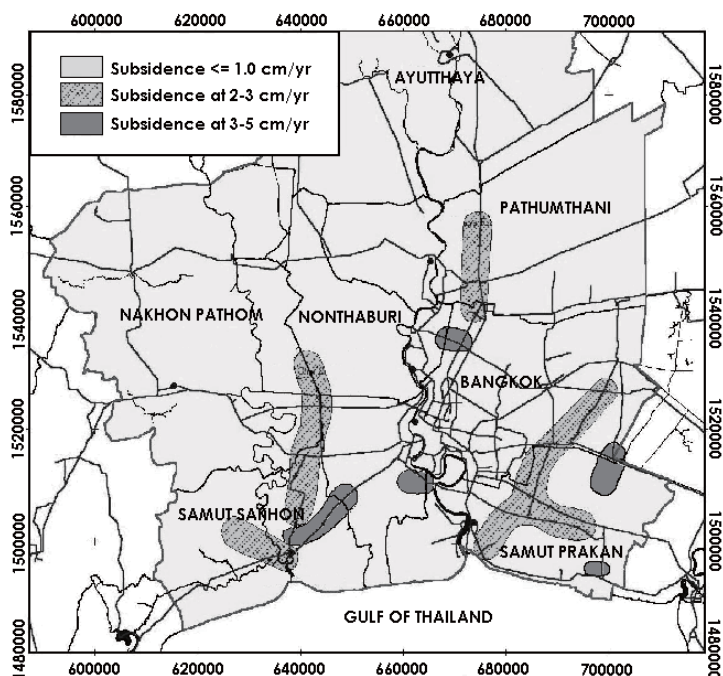 600000 620000 640000 660000 680000 700000
Subsidence <= 1.0 cm/yr
Subsidence at 2-3 cm/yr
Subsidence at 3-5 cm/yr
AYUTTHAYA
PATHUMTHANI
NAKHON PATHOM
NONTHABURI
BANGKOK
SAMUT SAKHON
SAMUT PRAKAN
GULF OF THAILAND
1580000
1560000
1540000
1520000
1500000
1480000
1580000
1560000
1540000
1520000
1500000
1480000
600000 620000 640000 660000 680000 700000